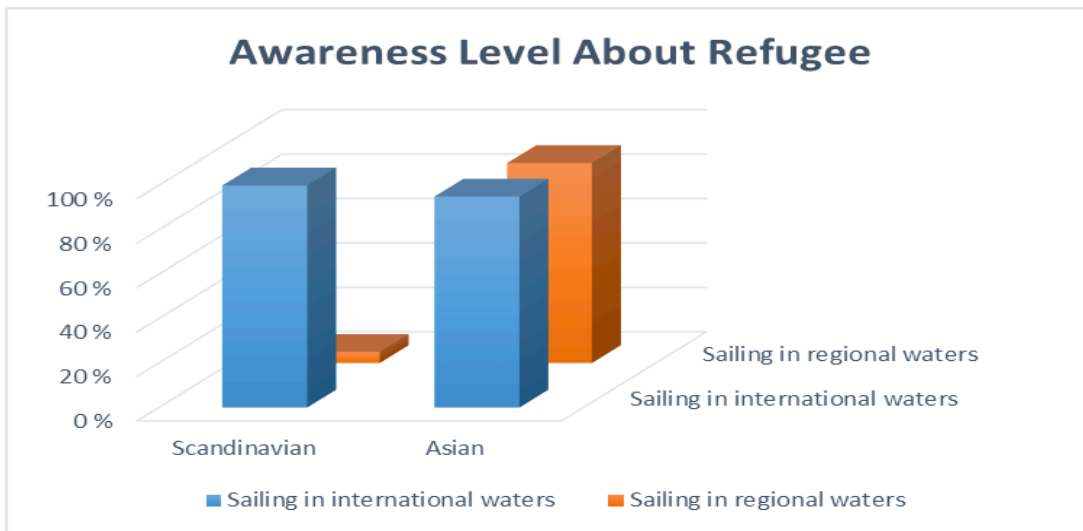 Awareness Level About Refugee
100 %
80 %
60 %
40 %
20 %
0 %
Sailing in regional waters
Sailing in international waters
Scandinavian Asian
Sailing in international waters Sailing in regional waters